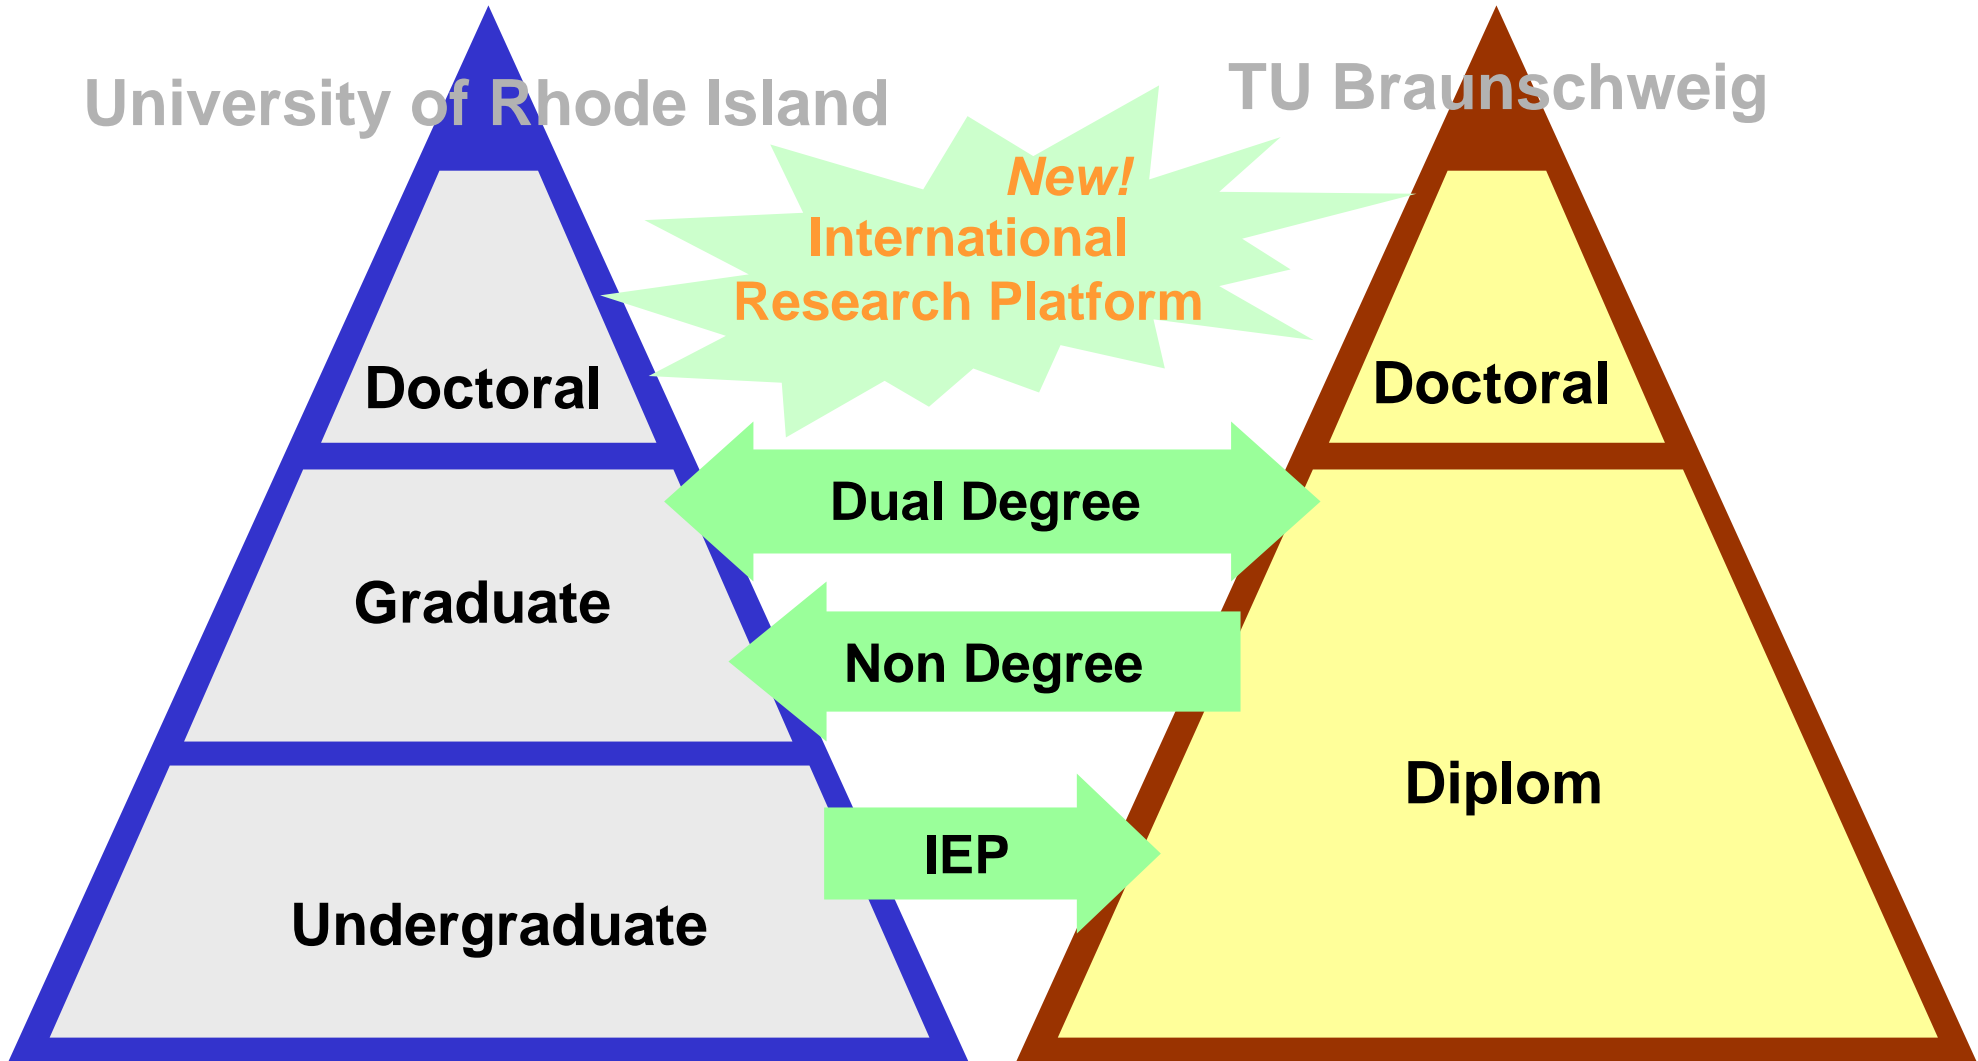 University of Rhode Island
TU Braunschweig
New!
International
Research Platform
Doctoral
Doctoral
Dual Degree
Graduate
Non Degree
Diplom
IEP
Undergraduate